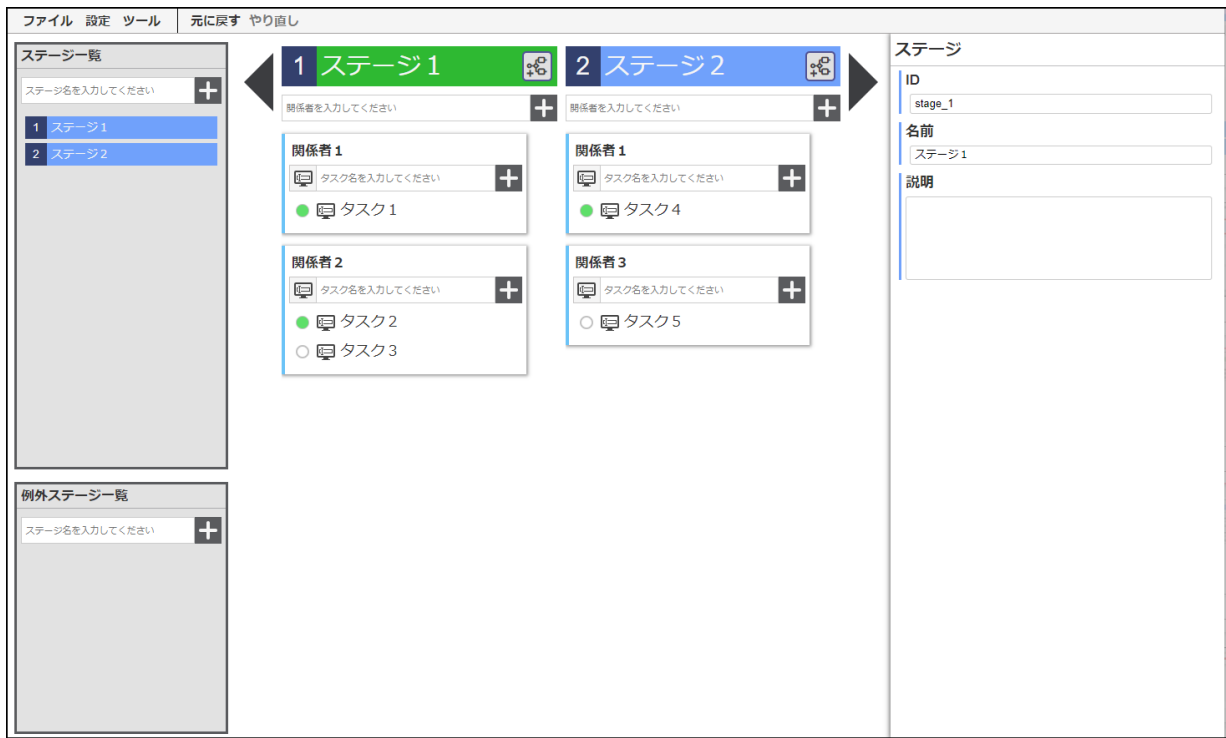 ファイル 設定 ツール 元に戻す やり直し
ステージ一覧
ステージ名を入力してください
1 ステージ1
2 ステージ2
例外ステージ一覧
ステージ名を入力してください
1 ステージ1
関係者を入力してください
関係者1
タスク名を入力してください
タスク1
関係者2
タスク名を入力してください
タスク2
タスク3
2 ステージ2
関係者を入力してください
関係者1
タスク名を入力してください
タスク4
関係者3
タスク名を入力してください
タスク5
ステージ
ID
stage_1
名前
ステージ1
説明